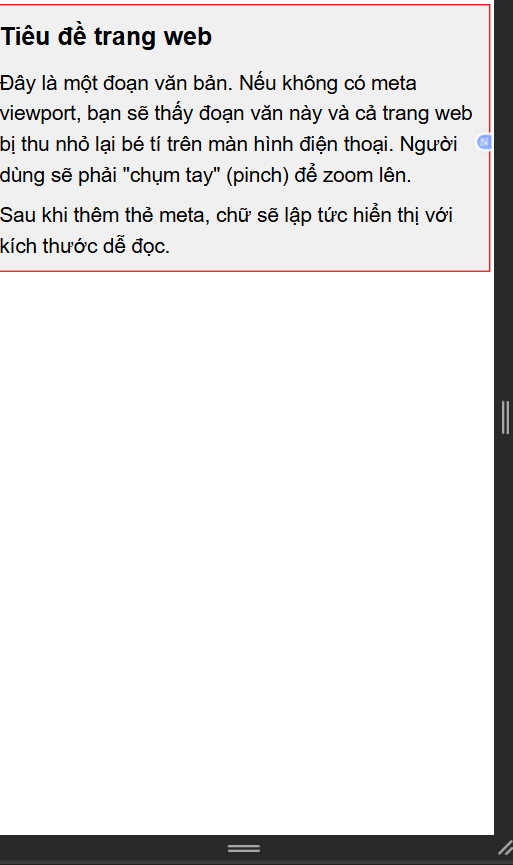 Tiêu đề trang web
Đây là một đoạn văn bản. Nếu không có meta
viewport, bạn sẽ thấy đoạn văn này và cả trang web
bị thu nhỏ lại bé tí trên màn hình điện thoại. Người
dùng sẽ phải "chụm tay" (pinch) để zoom lên.
Sau khi thêm thẻ meta, chữ sẽ lập tức hiển thị với
kích thước dễ đọc.